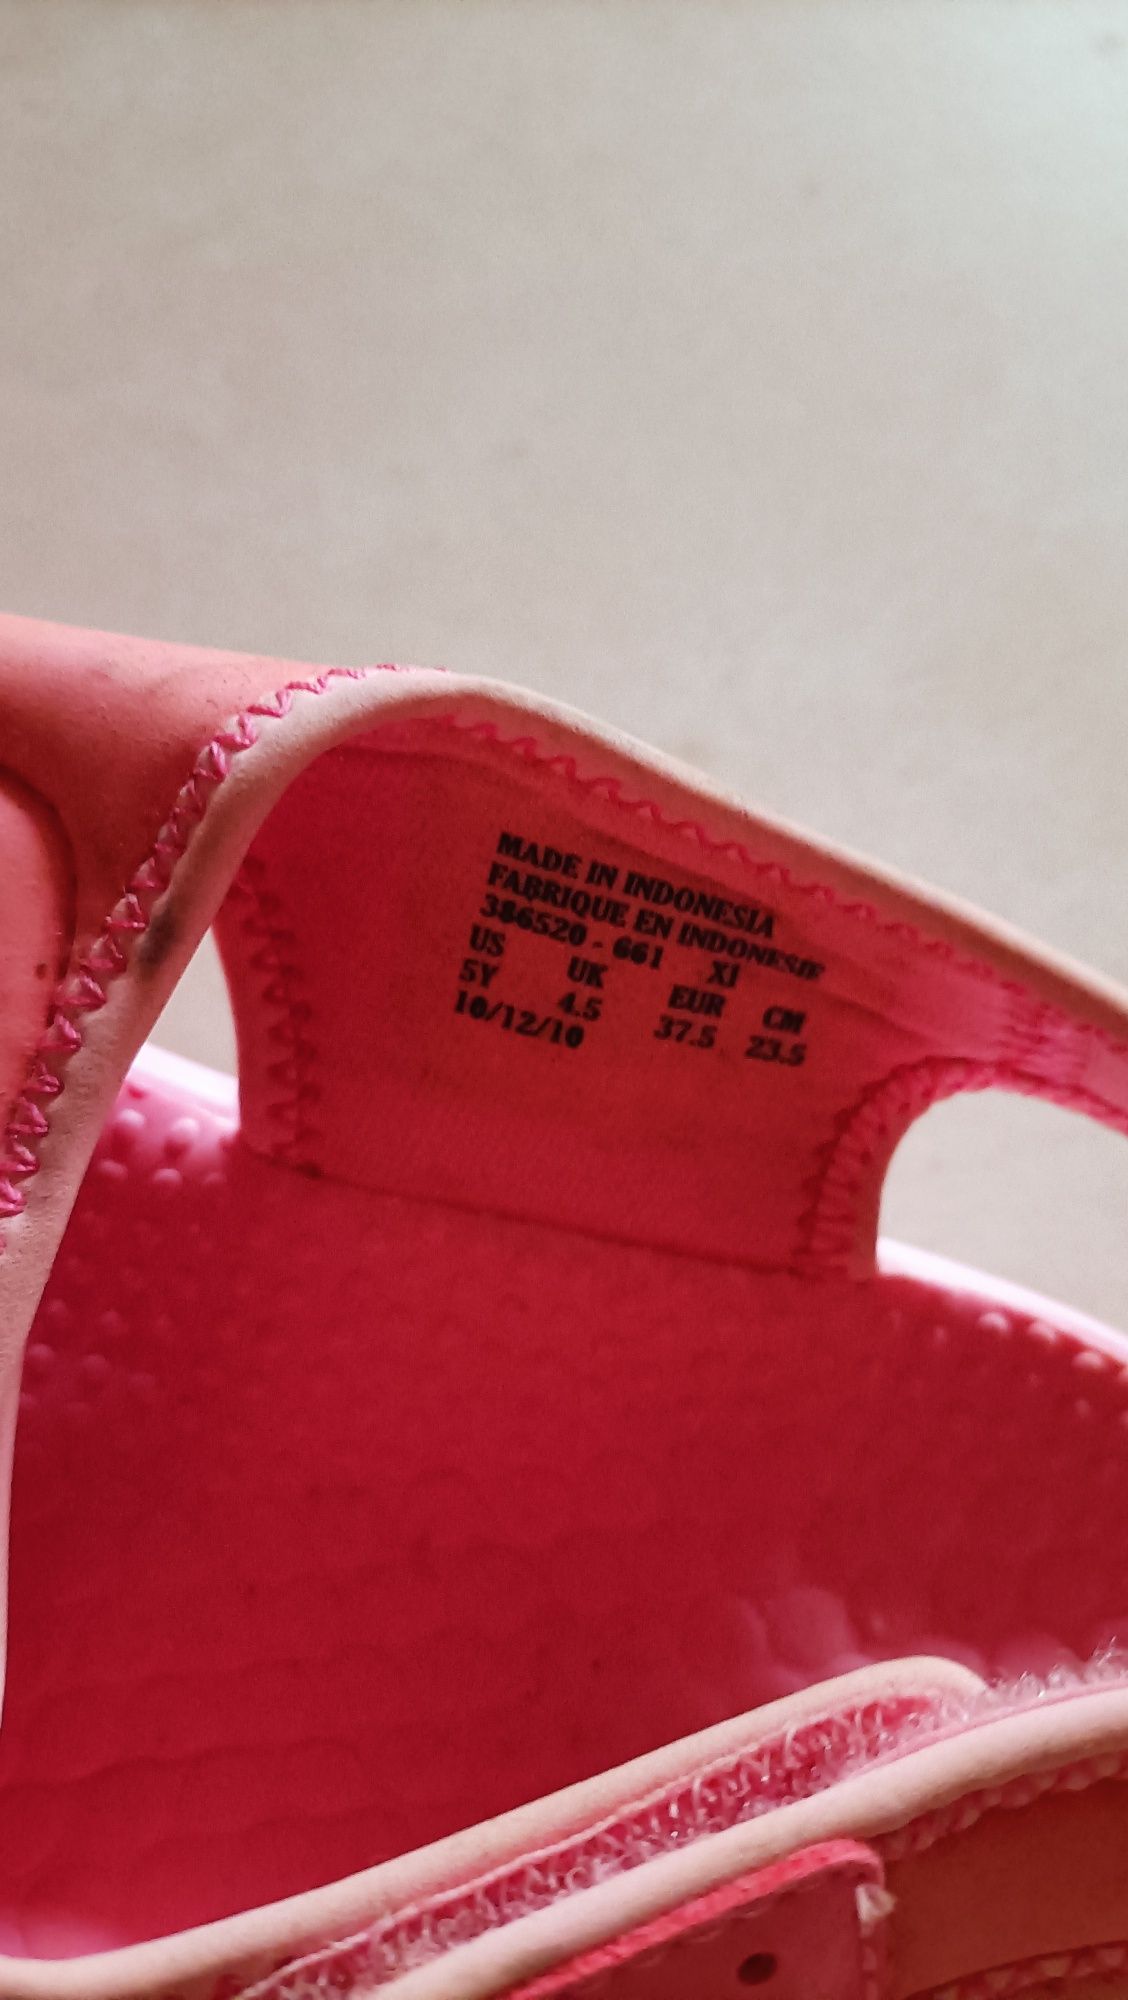 MADE IN INDONESIA
FABRIQUE EN INDONESIE
386520 - 661 XI
US UK EUR CM
5Y 4.5 37.5 23.5
10/12/10